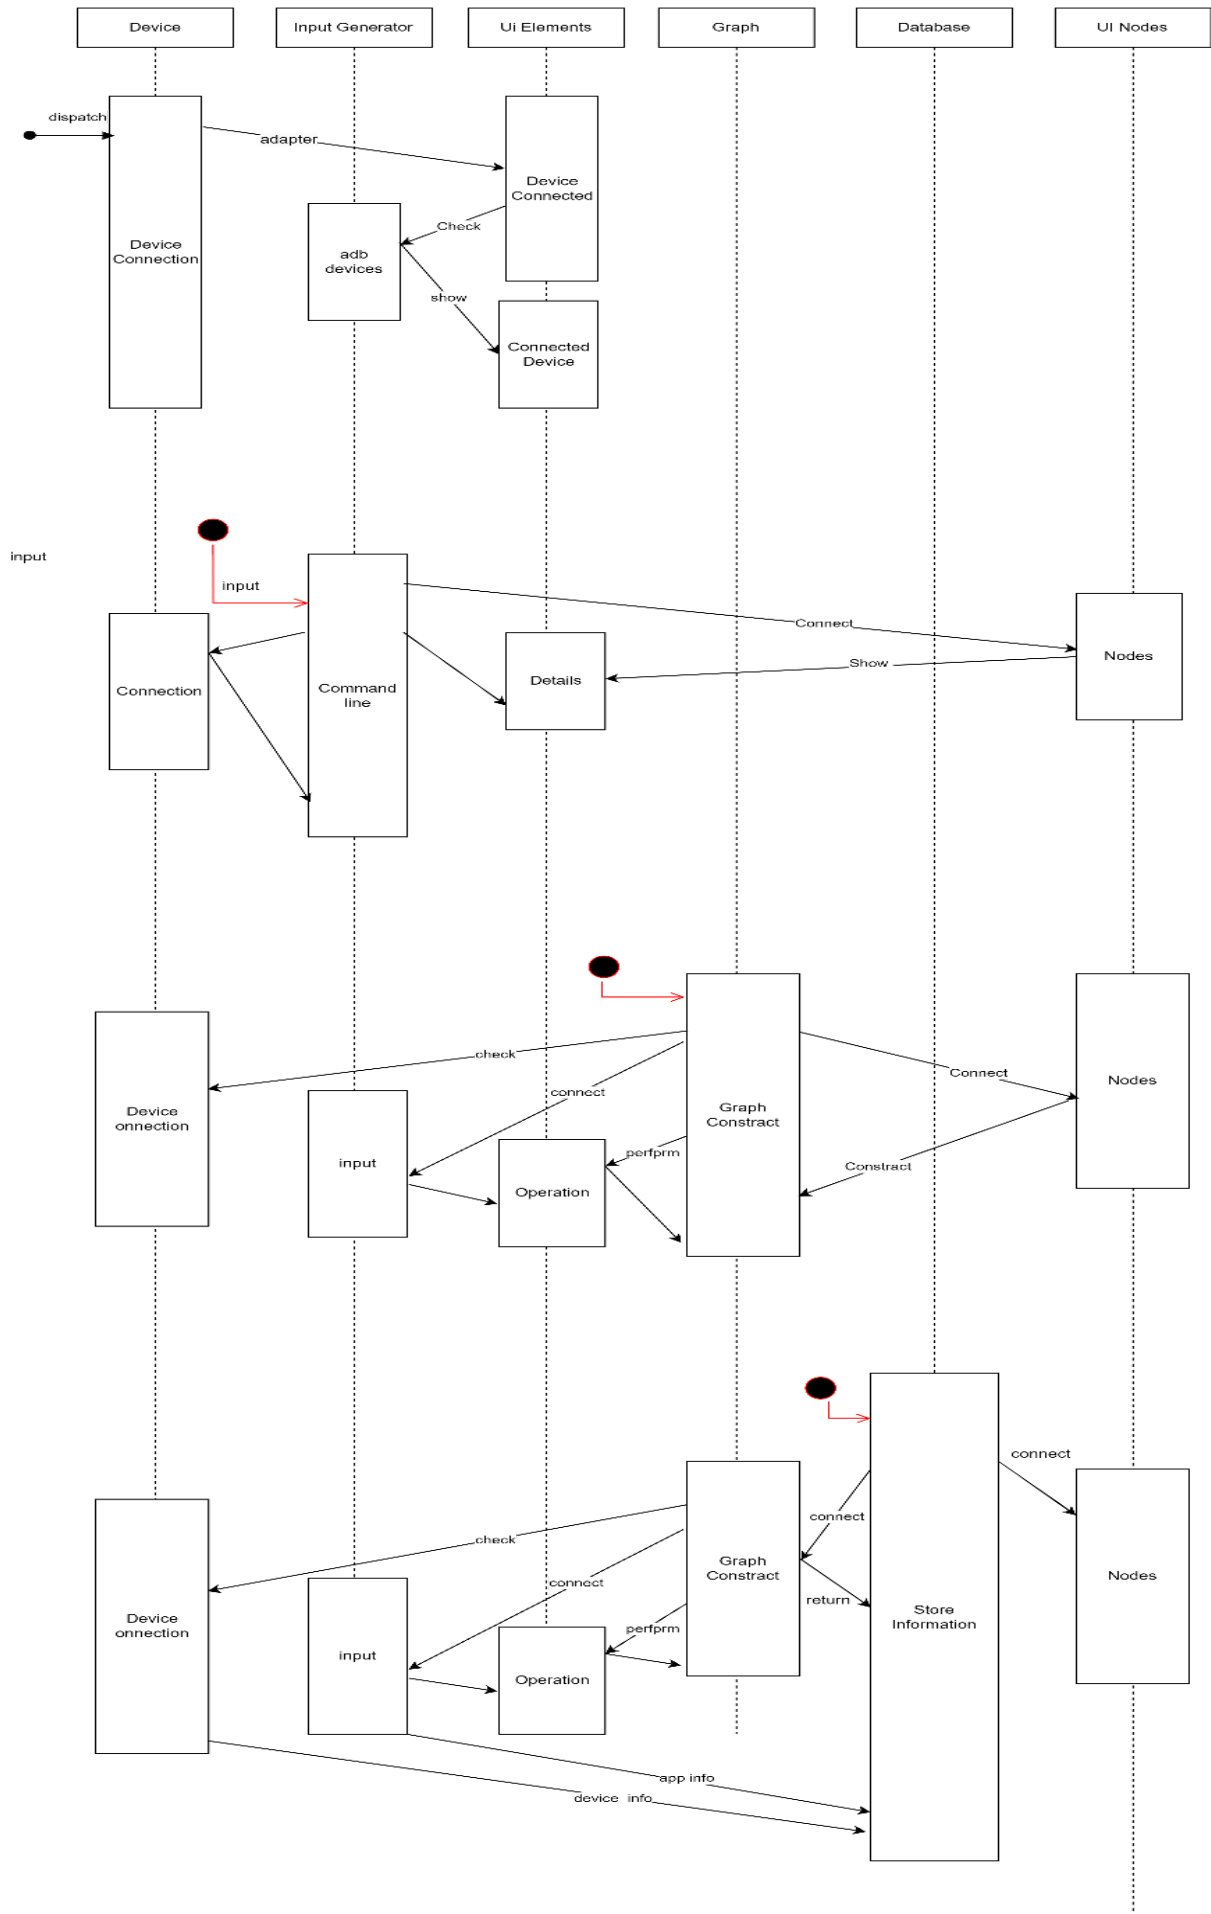 Device
Input Generator
Ui Elements
Graph
Database
UI Nodes
dispatch
adapter
Device
Connected
Check
Device
Connection
adb
devices
show
Connected
Device
input
input
Connect
Show
Nodes
Details
Connection
Command
line
check
Connect
connect
Nodes
Device
onnection
Graph
Constract
perfprm
input
Constract
Operation
connect
connect
check
Graph
Constract
connect
Nodes
return
Store
Information
Device
onnection
perfprm
input
Operation
app info
device info